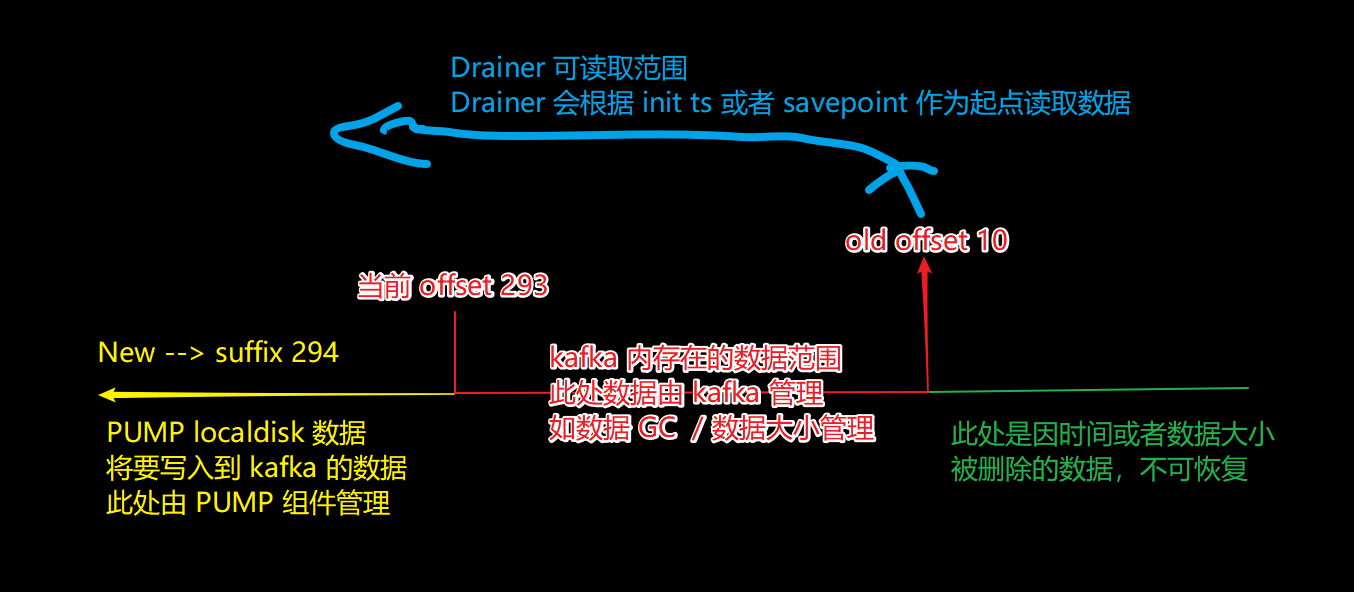 Drainer 可读取范围
Drainer 会根据 init ts 或者 savepoint 作为起点读取数据
old offset 10
当前 offset 293
New --> suffix 294
kafka 内存在的数据范围
此处数据由 kafka 管理
如数据 GC / 数据大小管理
PUMP localdisk 数据
将要写入到 kafka 的数据
此处由 PUMP 组件管理
此处是因时间或者数据大小
被删除的数据，不可恢复